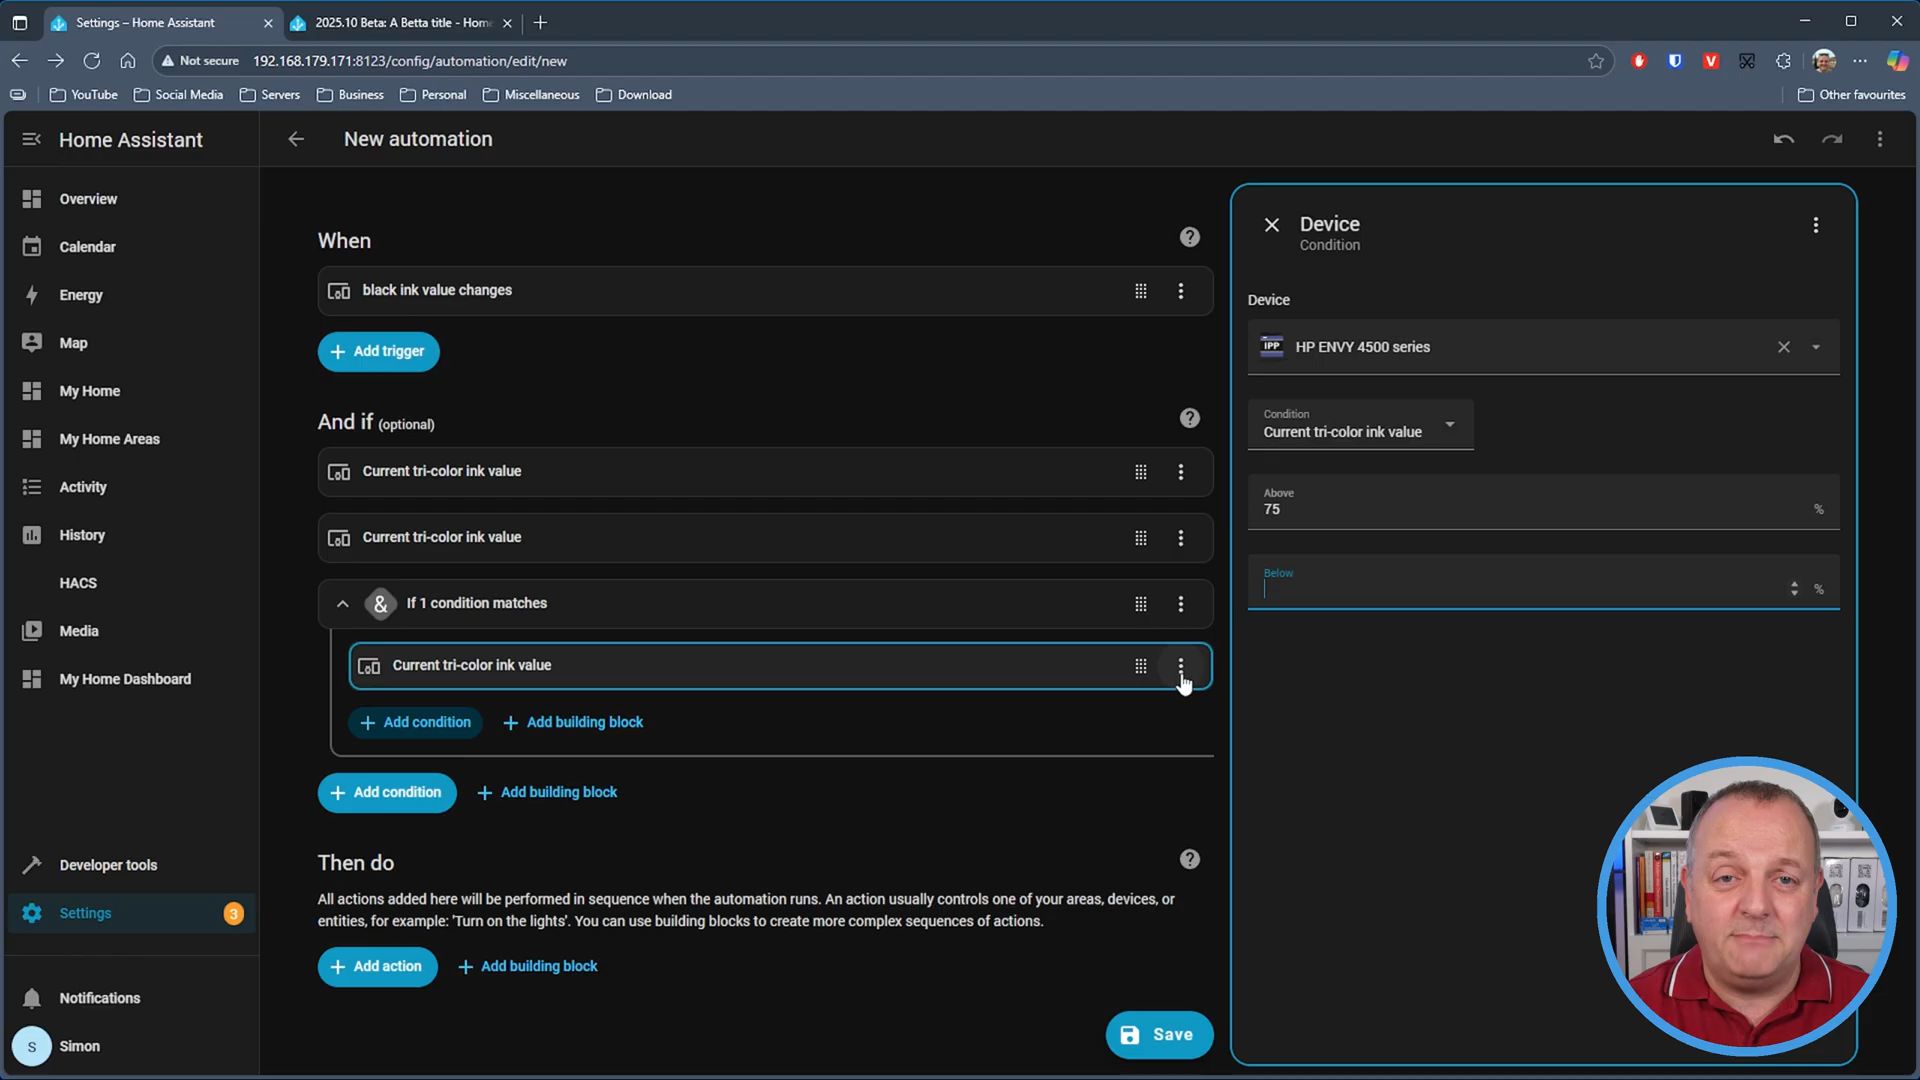 Settings – Home Assistant
2025.10 Beta: A Betta title - Home
Not secure
192.168.179.171:8123/config/automation/edit/new
V
YouTube
Social Media
Servers
Business
Personal
Miscellaneous
Download
Other favourites
Home Assistant
New automation
Overview
Calendar
Energy
Map
My Home
My Home Areas
Activity
History
HACS
Media
My Home Dashboard
Developer tools
Settings
3
Notifications
S
Simon
When
?
black ink value changes
+ Add trigger
And if (optional)
?
Current tri-color ink value
Current tri-color ink value
& If 1 condition matches
Current tri-color ink value
+ Add condition
+ Add building block
+ Add condition
+ Add building block
Then do
?
All actions added here will be performed in sequence when the automation runs. An action usually controls one of your areas, devices, or
entities, for example: 'Turn on the lights'. You can use building blocks to create more complex sequences of actions.
+ Add action
+ Add building block
Save
Device
Condition
Device
IPP
HP ENVY 4500 series
Condition
Current tri-color ink value
Above
75
%
Below
%